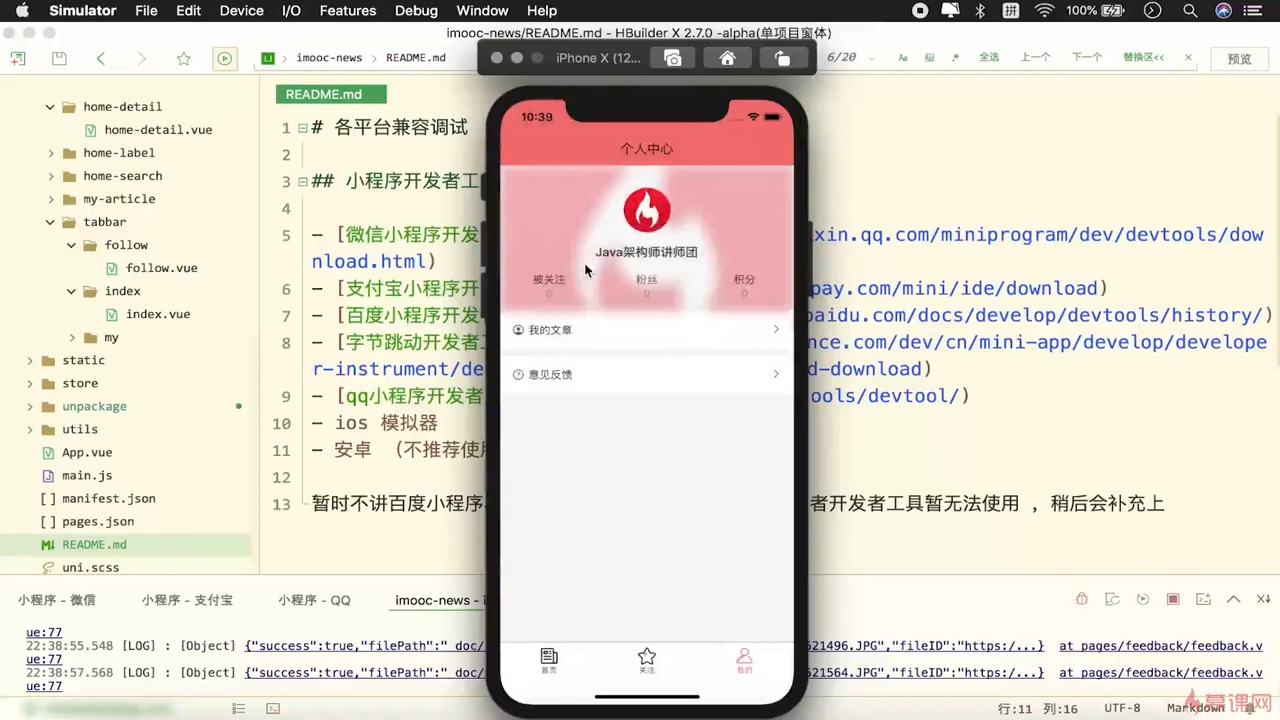 Simulator File Edit Device I/O Features Debug Window Help 100%
imooc-news/README.md - HBuilder X 2.7.0 -alpha(单项目窗体)
imooc-news README.md
iPhone X (12...
6/20 全选 上一个 下一个 替换区<< 预览
README.md
home-detail
home-detail.vue
home-label
home-search
my-article
tabbar
follow
follow.vue
index
index.vue
my
static
store
unpackage
utils
App.vue
main.js
manifest.json
pages.json
README.md
uni.scss
1 # 各平台兼容调试
2
3 ## 小程序开发者工
4
5 - [微信小程序开发 xin.qq.com/miniprogram/dev/devtools/dow
nload.html)
6 - [支付宝小程序开 pay.com/mini/ide/download)
7 - [百度小程序开发 baidu.com/docs/develop/devtools/history/)
8 - [字节跳动开发者 nce.com/dev/cn/mini-app/develop/develope
r-instrument/de d-download)
9 - [qq小程序开发者 ools/devtool/)
10 - ios 模拟器
11 - 安卓 （不推荐使
12
13 暂时不讲百度小程序 者开发者工具暂无法使用 ，稍后会补充上
10:39
个人中心
Java架构师讲师团
被关注 粉丝 积分
0 0 0
我的文章
意见反馈
首页 关注 我的
小程序 - 微信 小程序 - 支付宝 小程序 - QQ imooc-news - i
ue:77
22:38:55.548 [LOG] : [Object] {"success":true,"filePath":"_doc/ 521496.JPG","fileID":"https:/...} at pages/feedback/feedback.v
ue:77
22:38:57.568 [LOG] : [Object] {"success":true,"filePath":"_doc/ 521564.JPG","fileID":"https:/...} at pages/feedback/feedback.v
ue:77
行:11 列:16 UTF-8 Markdown
慕课网